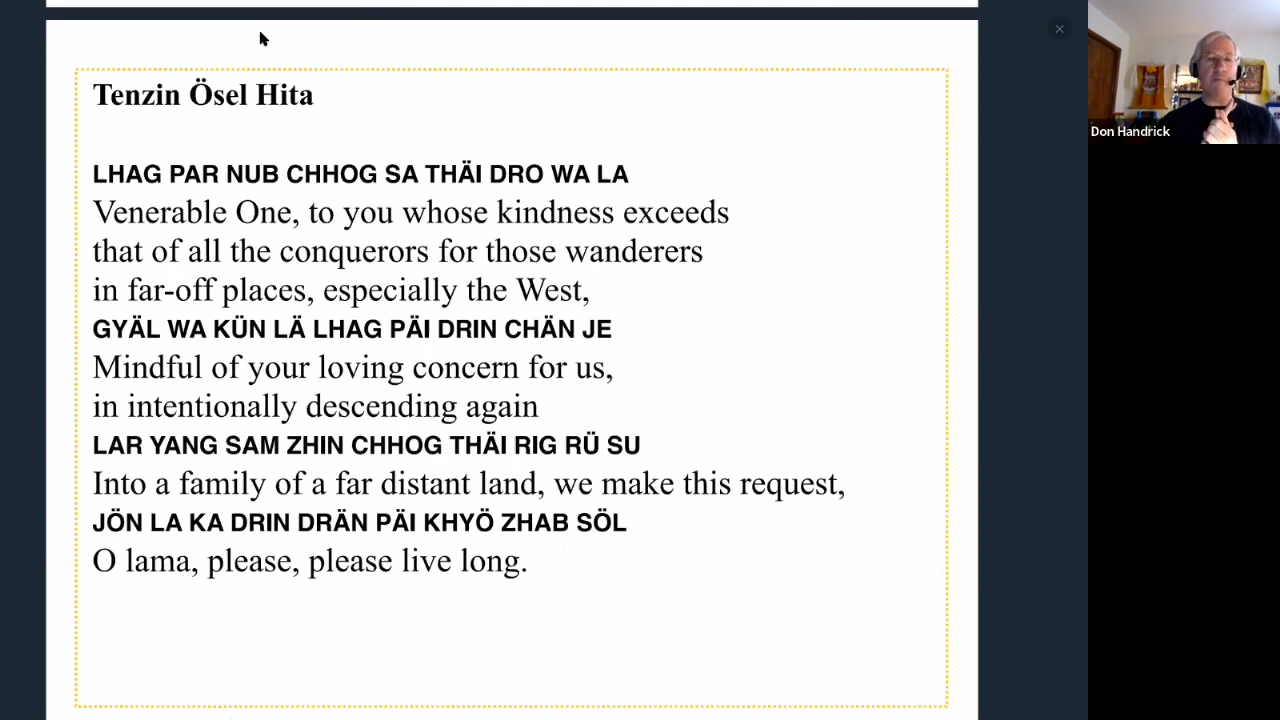 Tenzin Ösel Hita
LHAG PAR NUB CHHOG SA THÄI DRO WA LA
Venerable One, to you whose kindness exceeds
that of all the conquerors for those wanderers
in far-off places, especially the West,
GYÄL WA KÜN LÄ LHAG PÄI DRIN CHÄN JE
Mindful of your loving concern for us,
in intentionally descending again
LAR YANG SAM ZHIN CHHOG THÄI RIG RÜ SU
Into a family of a far distant land, we make this request,
JÖN LA KA DRIN DRÄN PÄI KHYÖ ZHAB SÖL
O lama, please, please live long.
Don Handrick